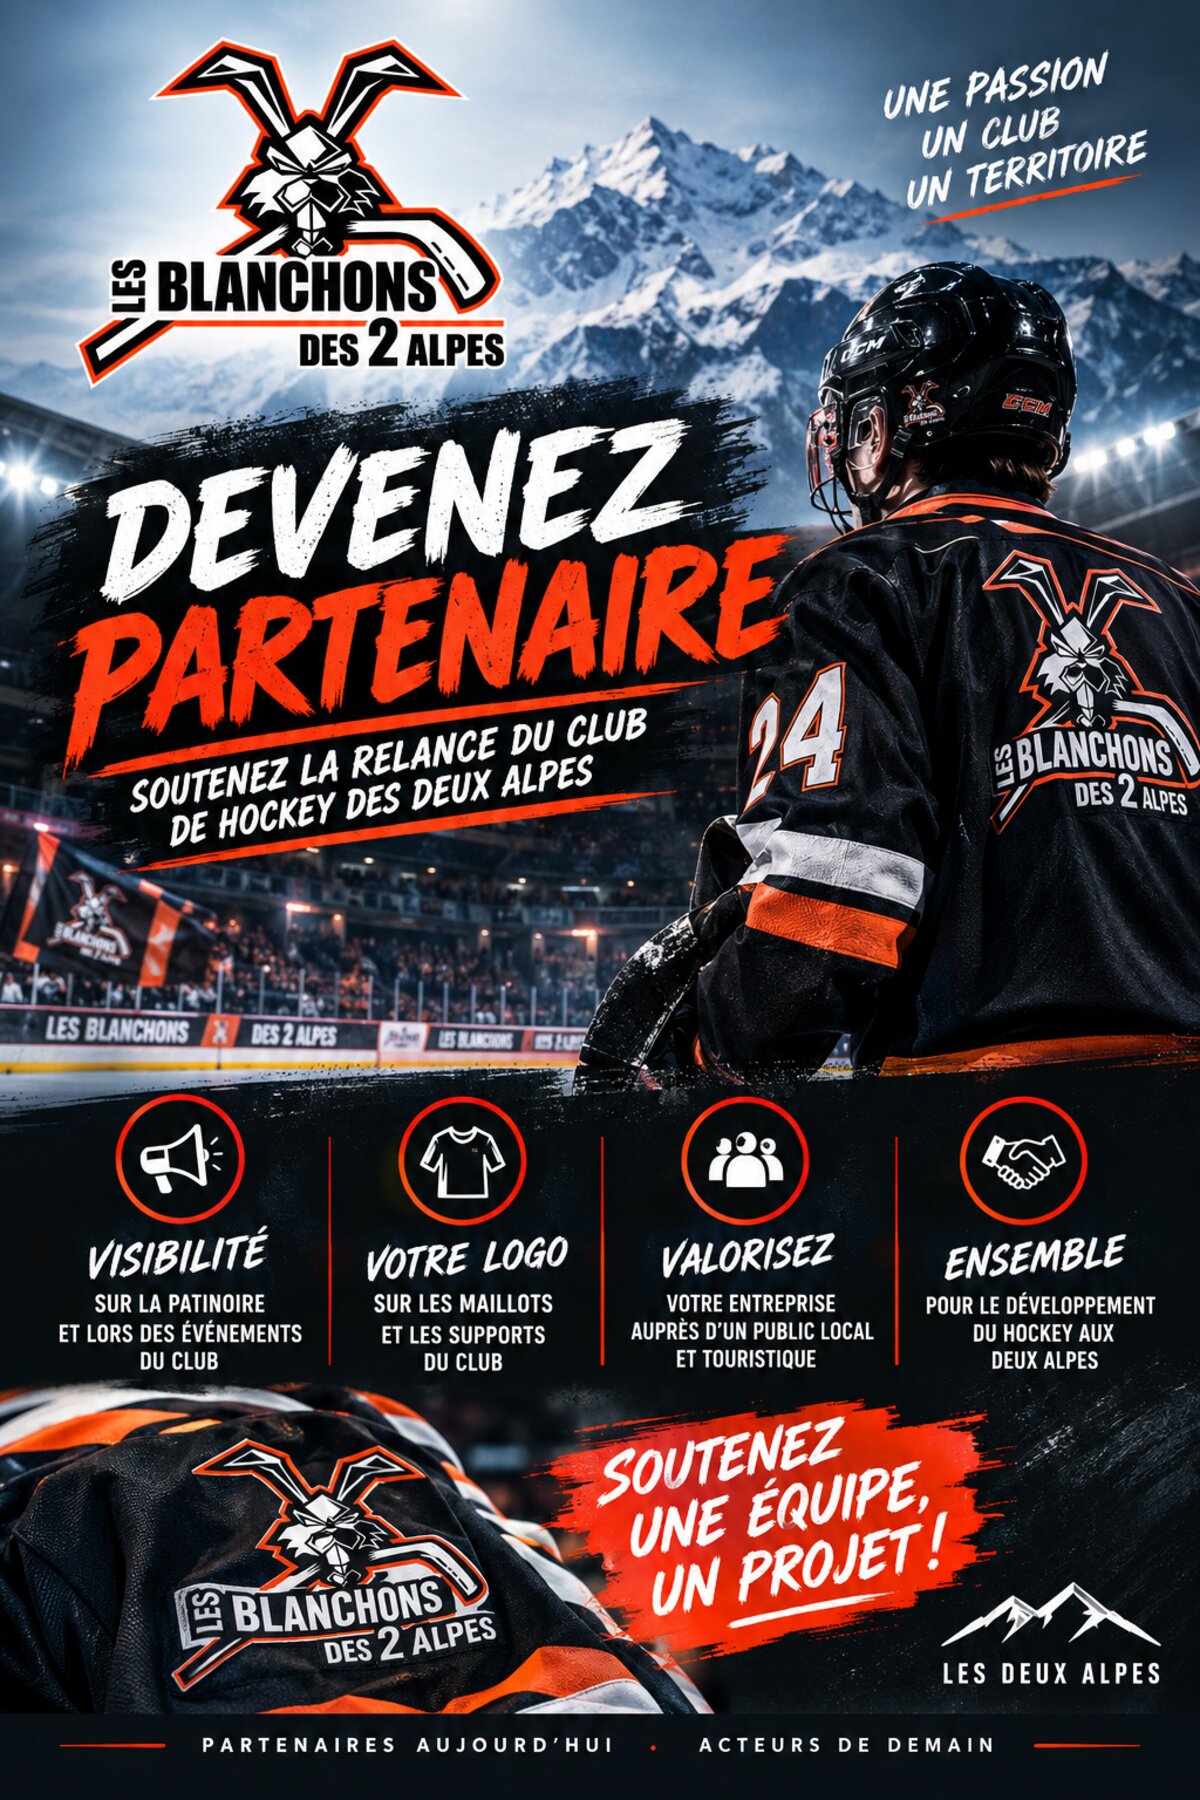 UNE PASSION
UN CLUB
UN TERRITOIRE
LES BLANCHONS
DES 2 ALPES
CCM
CCM
DEVENEZ
PARTENAIRE
SOUTENEZ LA RELANCE DU CLUB
DE HOCKEY DES DEUX ALPES
24
LES BLANCHONS
DES 2 ALPES
LES BLANCHONS
DES 2 ALPES
LES BLANCHONS
VISIBILITÉ
SUR LA PATINOIRE
ET LORS DES ÉVÉNEMENTS
DU CLUB
VOTRE LOGO
SUR LES MAILLOTS
ET LES SUPPORTS
DU CLUB
VALORISEZ
VOTRE ENTREPRISE
AUPRÈS D'UN PUBLIC LOCAL
ET TOURISTIQUE
ENSEMBLE
POUR LE DÉVELOPPEMENT
DU HOCKEY AUX
DEUX ALPES
LES BLANCHONS
DES 2 ALPES
SOUTENEZ
UNE ÉQUIPE,
UN PROJET !
LES DEUX ALPES
PARTENAIRES AUJOURD'HUI · ACTEURS DE DEMAIN